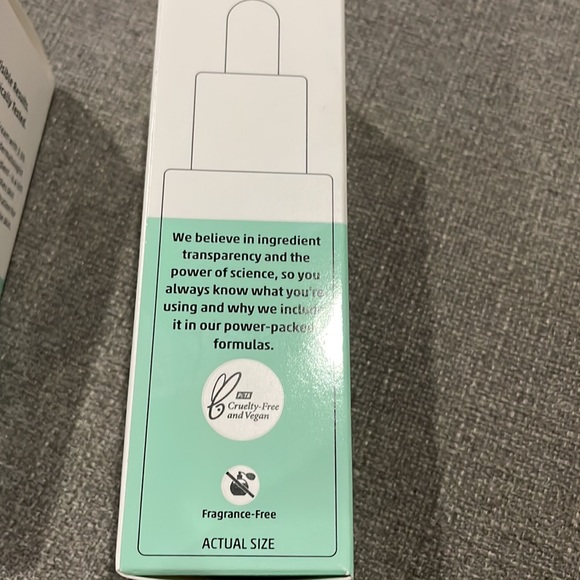 We believe in ingredient
transparency and the
power of science, so you
always know what you're
using and why we include
it in our power-packed
formulas.
PETA
Cruelty-Free
and Vegan
Fragrance-Free
ACTUAL SIZE